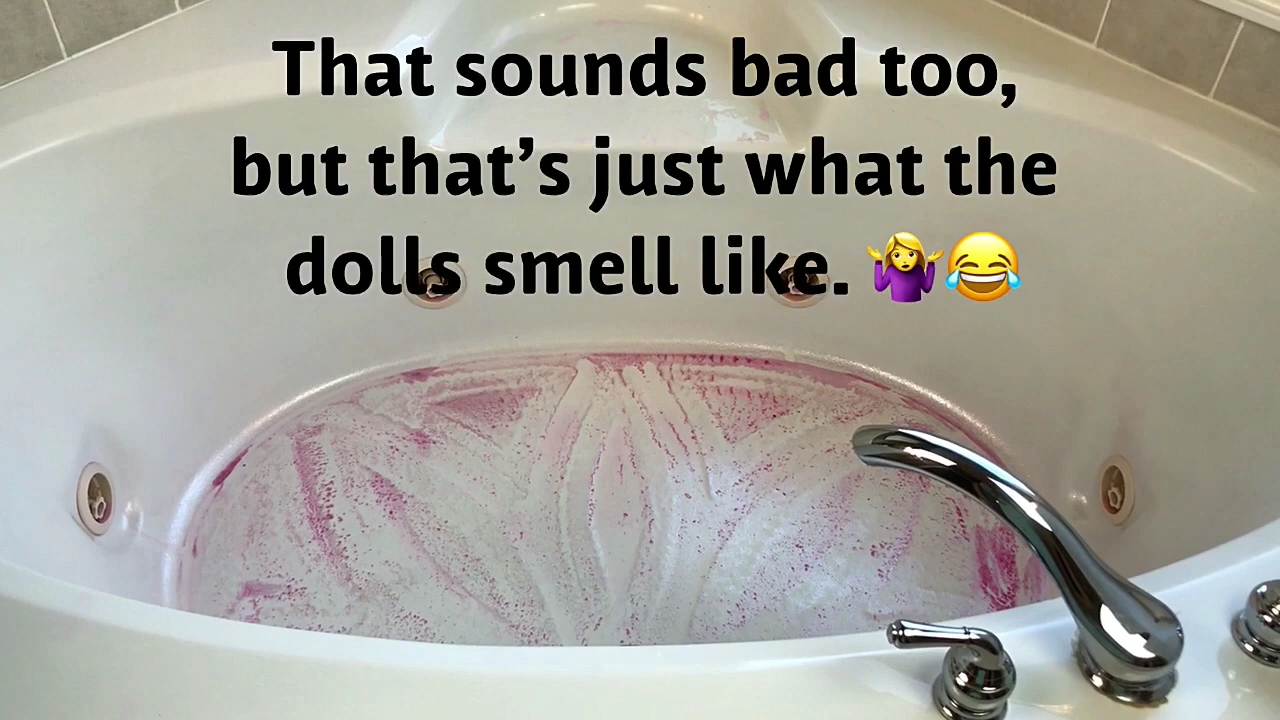 That sounds bad too,
but that’s just what the
dolls smell like. 🤷‍♀️😂